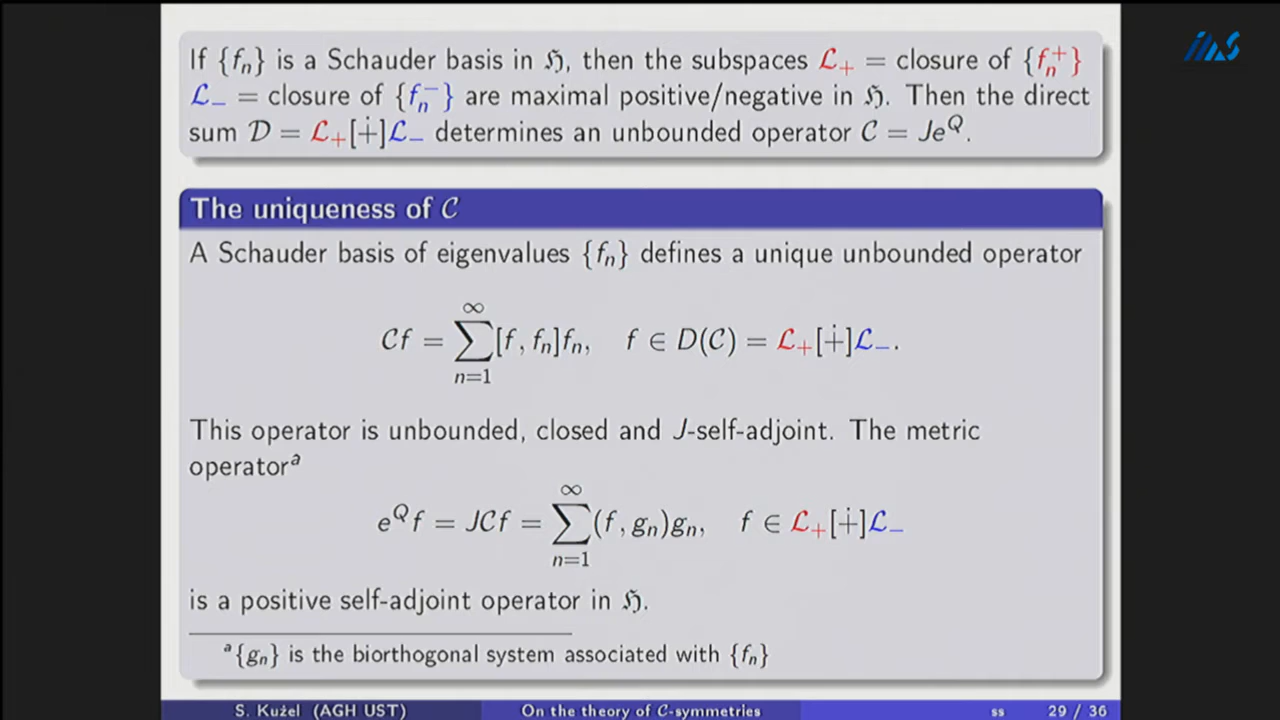 IMS
If {fₙ} is a Schauder basis in ℌ, then the subspaces ℒ₊ = closure of {fₙ⁺}
ℒ₋ = closure of {fₙ⁻} are maximal positive/negative in ℌ. Then the direct
sum 𝒟 = ℒ₊[∔]ℒ₋ determines an unbounded operator 𝒞 = Je^Q.
The uniqueness of 𝒞
A Schauder basis of eigenvalues {fₙ} defines a unique unbounded operator
𝒞f = ∑_{n=1}^{∞} [f, fₙ]fₙ, f ∈ D(𝒞) = ℒ₊[∔]ℒ₋.
This operator is unbounded, closed and J-self-adjoint. The metric
operatorᵃ
e^Q f = J𝒞f = ∑_{n=1}^{∞} (f, gₙ)gₙ, f ∈ ℒ₊[∔]ℒ₋
is a positive self-adjoint operator in ℌ.
ᵃ{gₙ} is the biorthogonal system associated with {fₙ}
S. Kużel (AGH UST) On the theory of 𝒞-symmetries ss 29 / 36